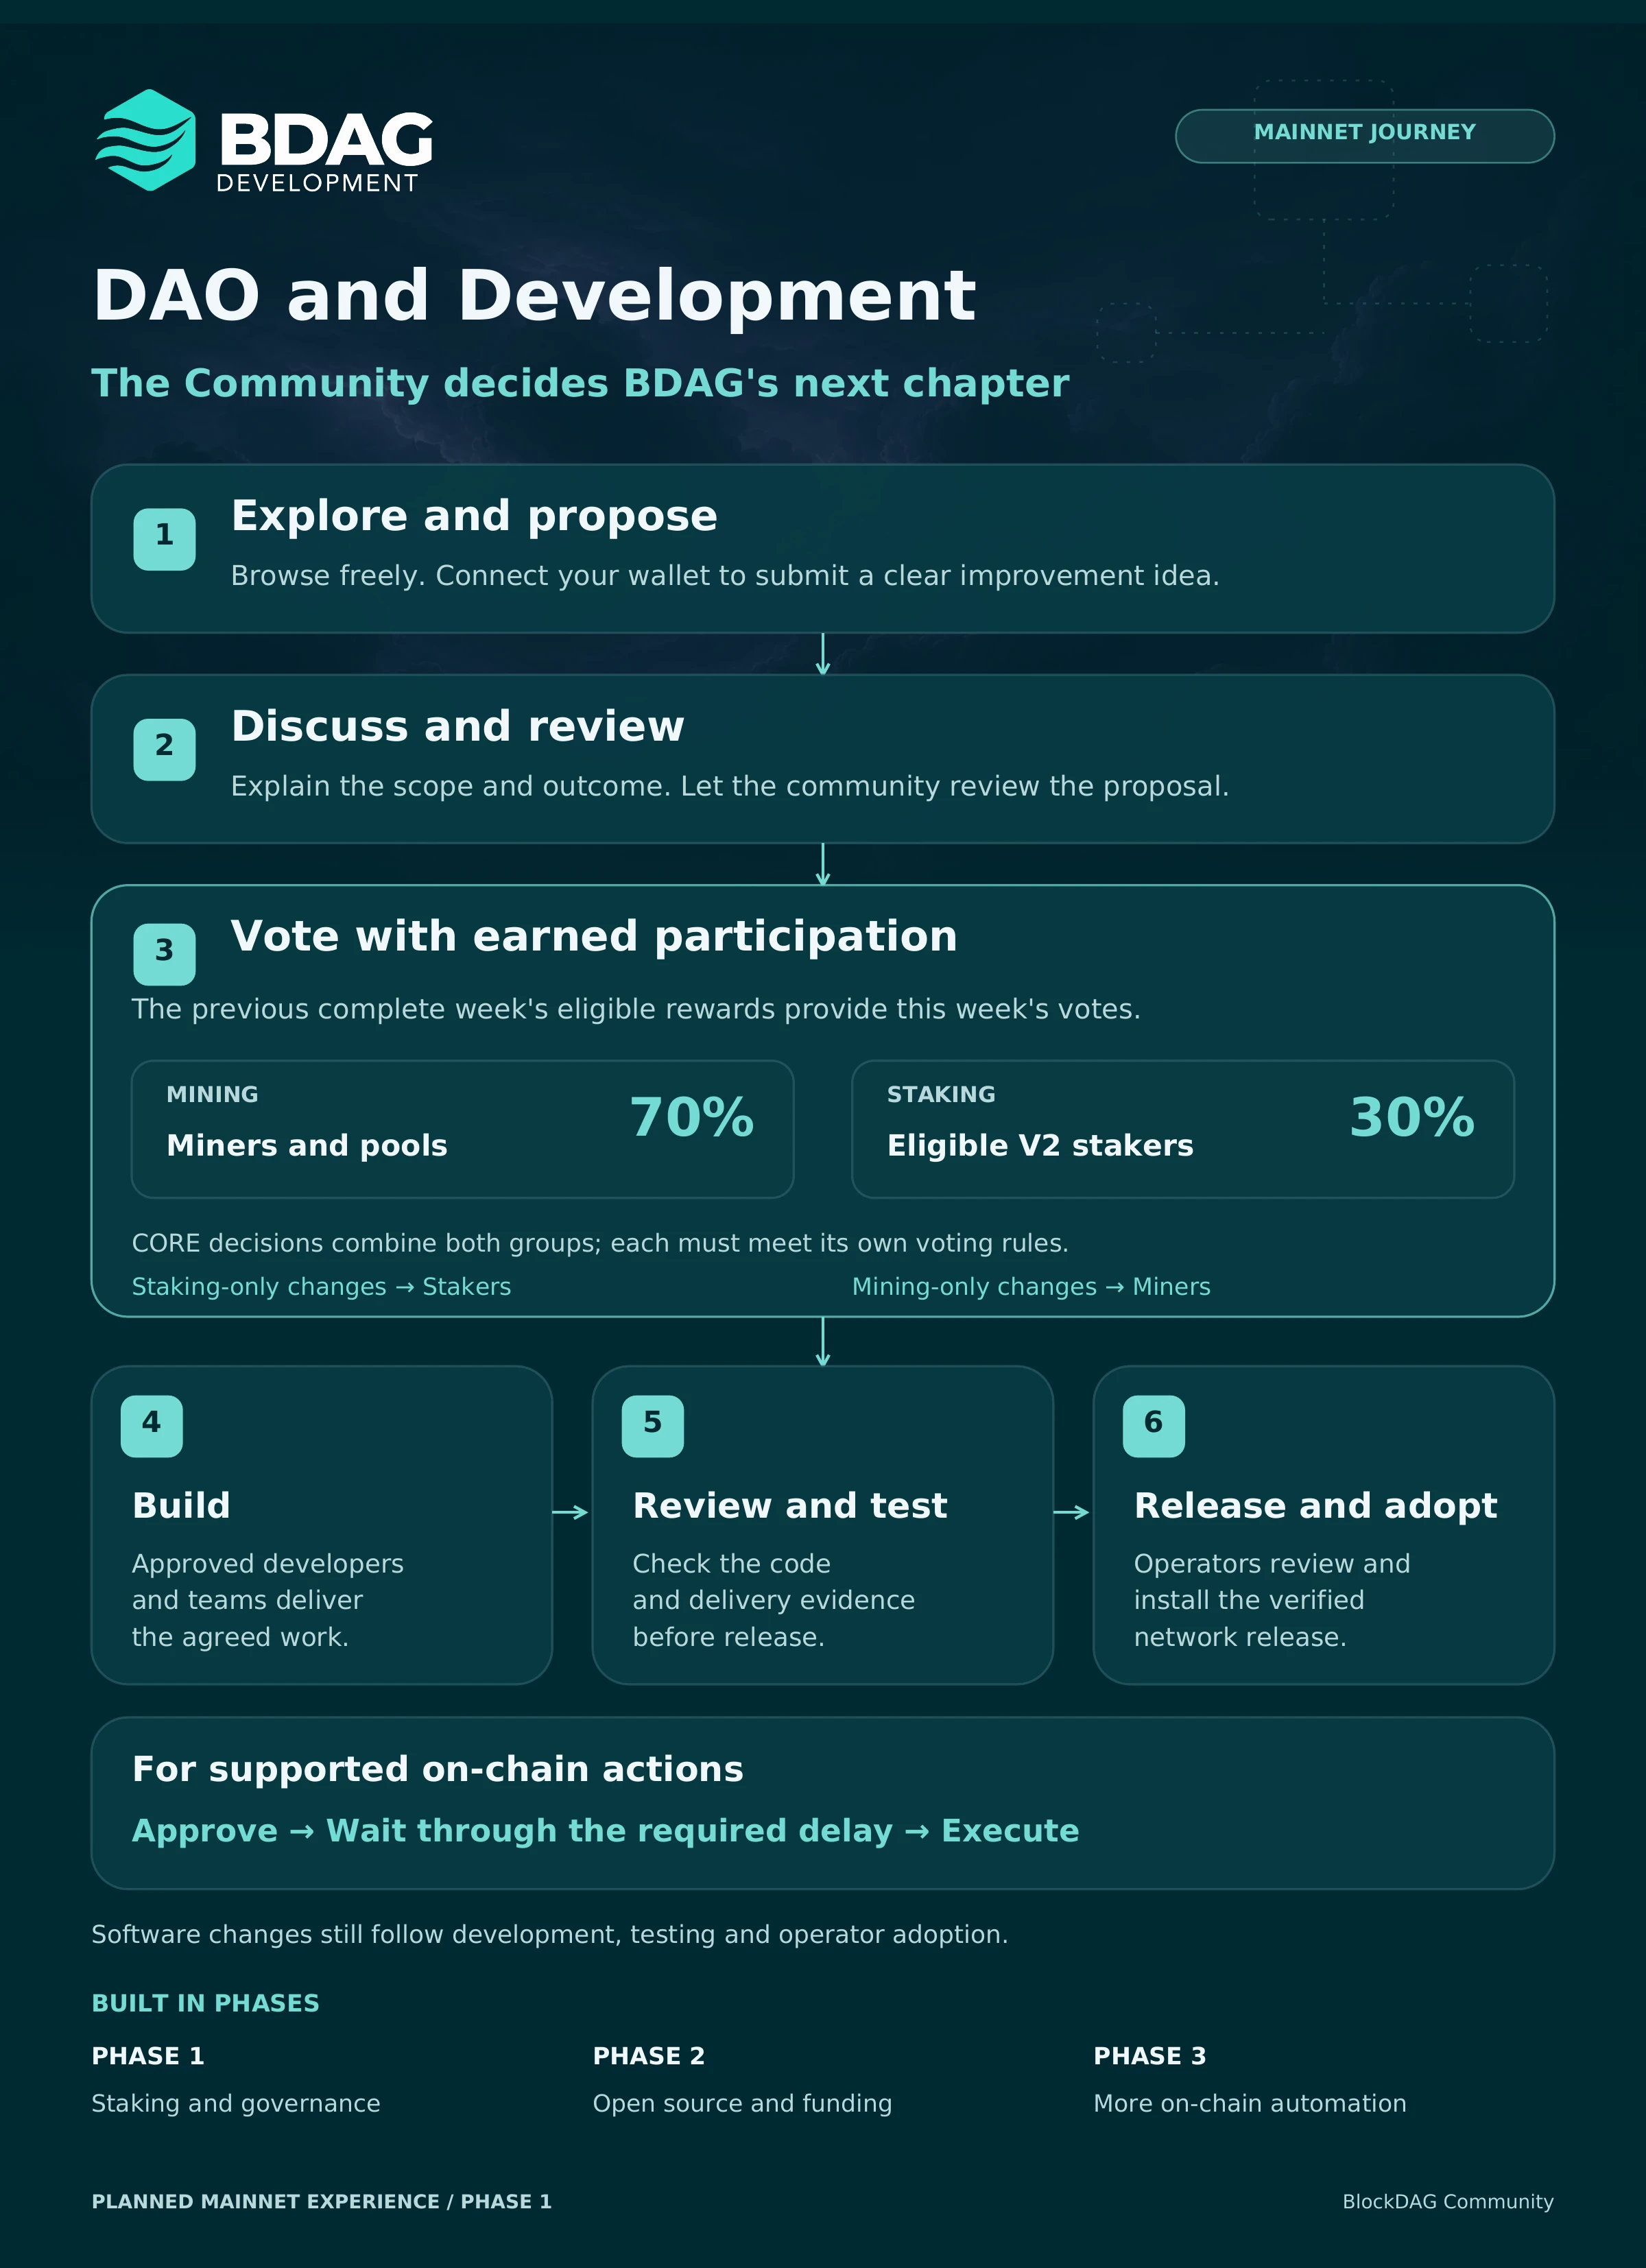 BDAG
DEVELOPMENT
MAINNET JOURNEY
DAO and Development
The Community decides BDAG's next chapter
1
Explore and propose
Browse freely. Connect your wallet to submit a clear improvement idea.
2
Discuss and review
Explain the scope and outcome. Let the community review the proposal.
3
Vote with earned participation
The previous complete week's eligible rewards provide this week's votes.
MINING
Miners and pools
70%
STAKING
Eligible V2 stakers
30%
CORE decisions combine both groups; each must meet its own voting rules.
Staking-only changes → Stakers
Mining-only changes → Miners
4
Build
Approved developers
and teams deliver
the agreed work.
5
Review and test
Check the code
and delivery evidence
before release.
6
Release and adopt
Operators review and
install the verified
network release.
For supported on-chain actions
Approve → Wait through the required delay → Execute
Software changes still follow development, testing and operator adoption.
BUILT IN PHASES
PHASE 1
Staking and governance
PHASE 2
Open source and funding
PHASE 3
More on-chain automation
PLANNED MAINNET EXPERIENCE / PHASE 1
BlockDAG Community